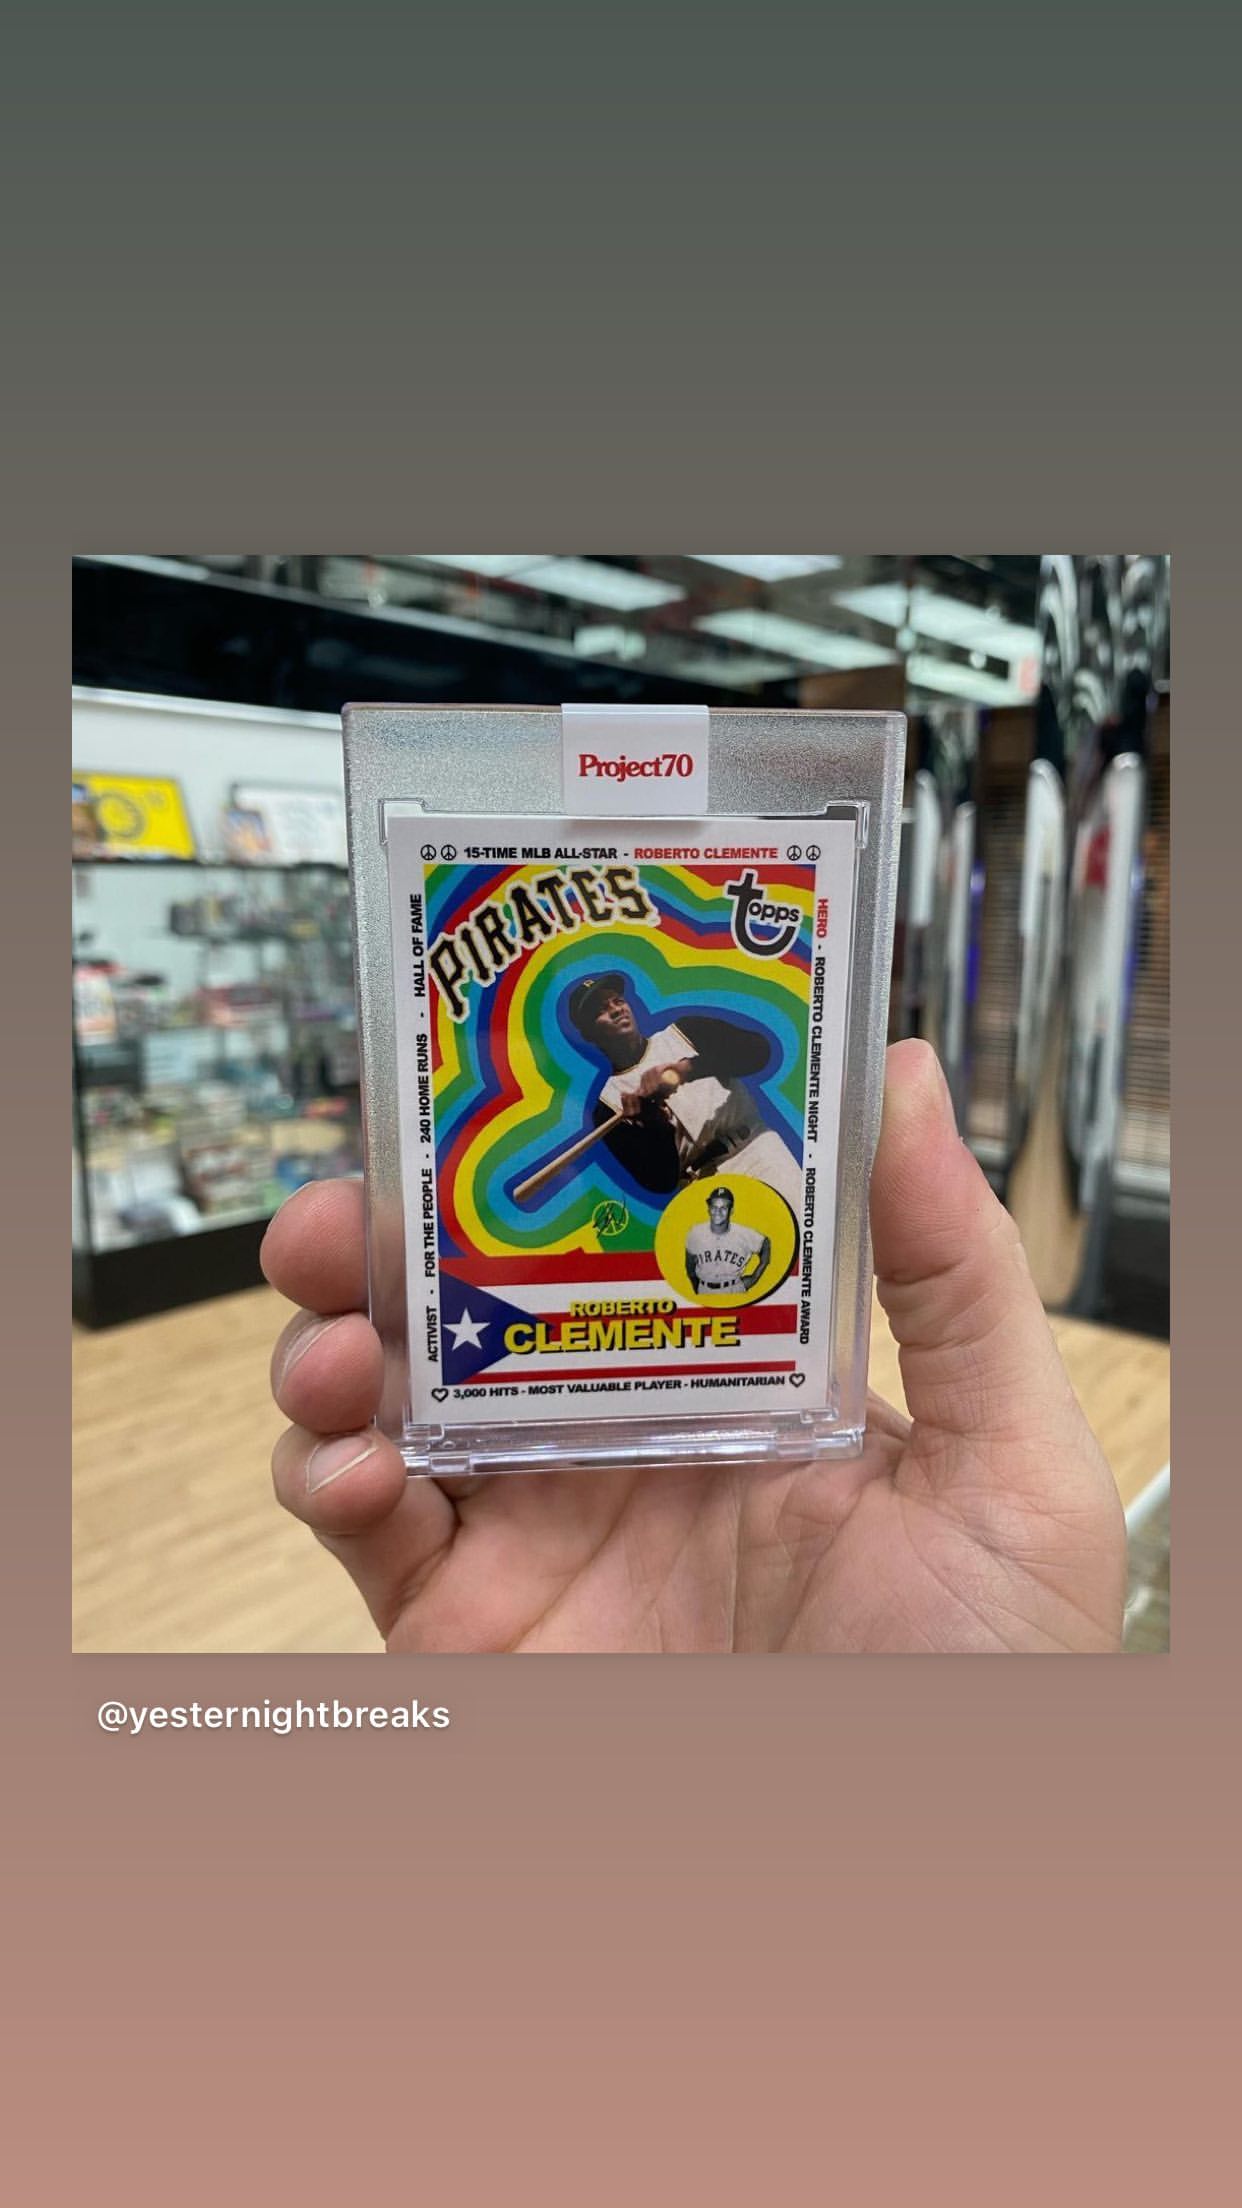 Project70
15-TIME MLB ALL-STAR - ROBERTO CLEMENTE
PIRATES
topps
HERO - ROBERTO CLEMENTE NIGHT - ROBERTO CLEMENTE AWARD
ACTIVIST - FOR THE PEOPLE - 240 HOME RUNS - HALL OF FAME
P
P
PIRATES
ROBERTO
CLEMENTE
3,000 HITS - MOST VALUABLE PLAYER - HUMANITARIAN
@yesternightbreaks